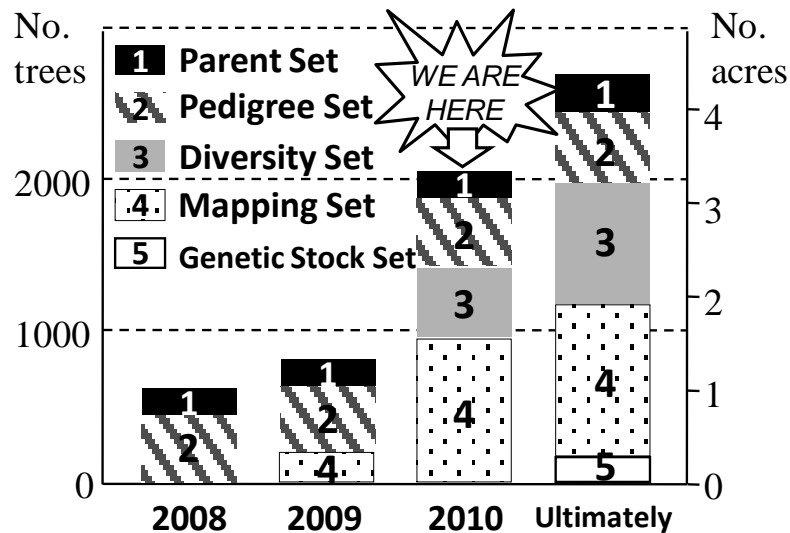 No.
trees
No.
acres
1 Parent Set
2 Pedigree Set
3 Diversity Set
4 Mapping Set
5 Genetic Stock Set
WE ARE
HERE
2000
1000
0
4
3
2
1
0
1
2
1
2
4
1
2
3
4
1
2
3
4
5
2008
2009
2010
Ultimately